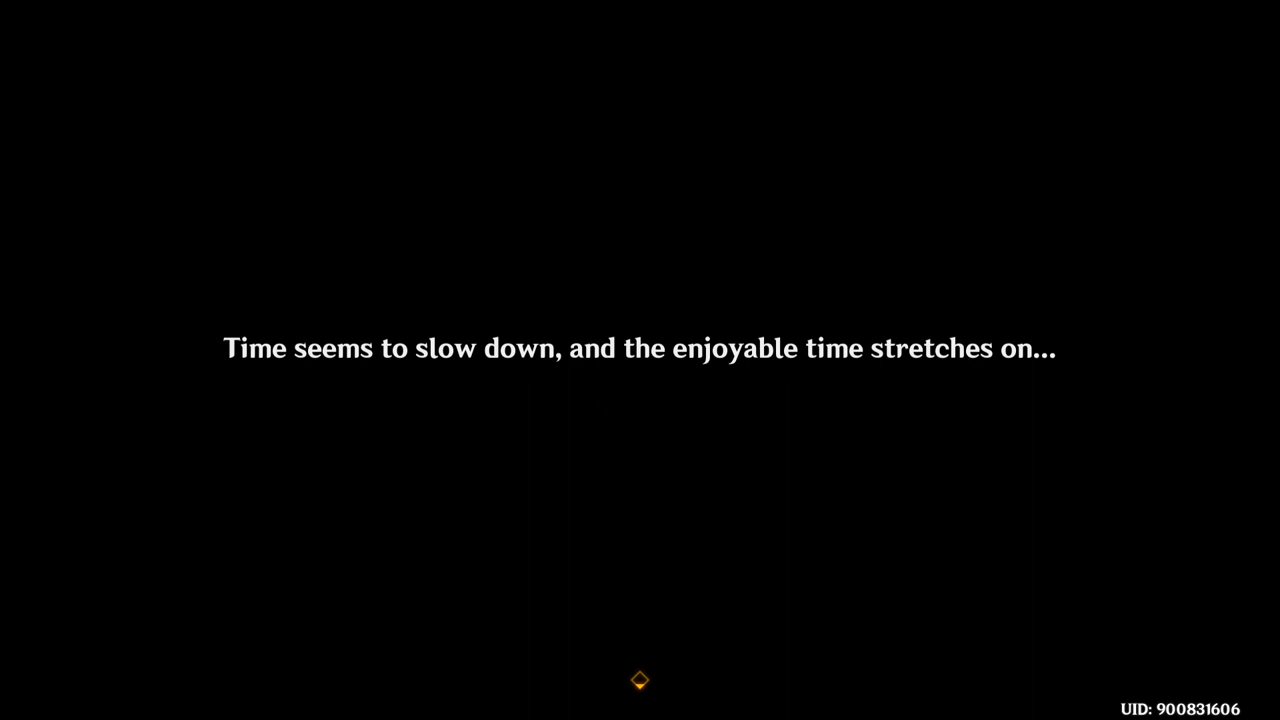 Time seems to slow down, and the enjoyable time stretches on...
UID: 900831606